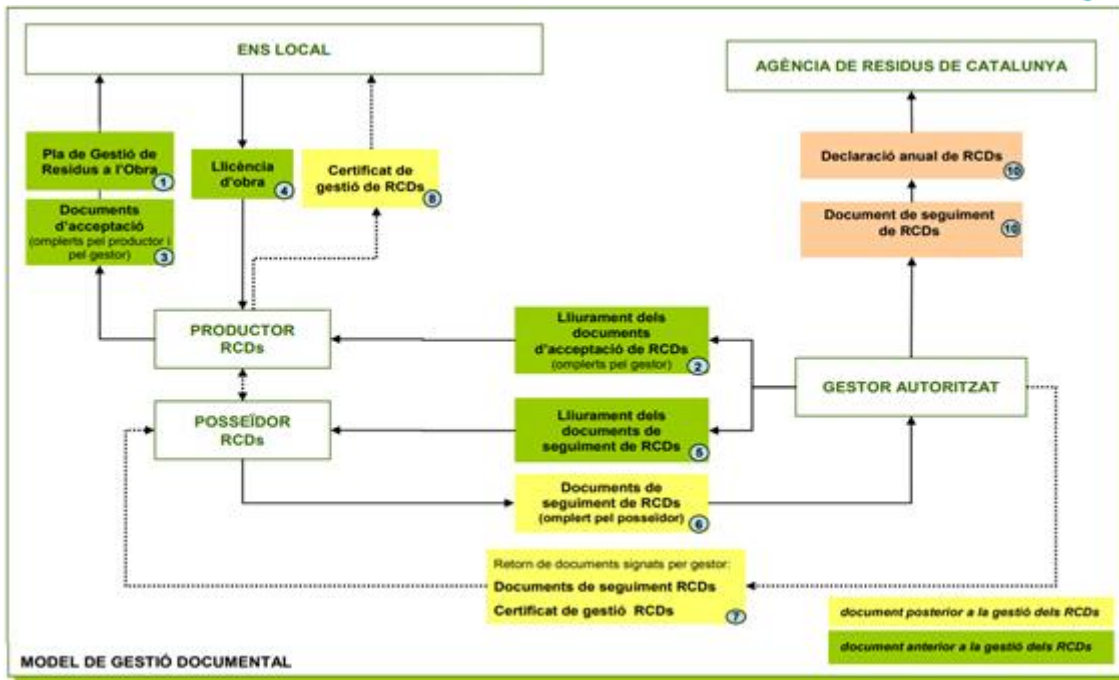 ENS LOCAL
AGÈNCIA DE RESIDUS DE CATALUNYA
Pla de Gestió de
Residus a l'Obra
1
Documents
d'acceptació
(omplerts pel productor i
pel gestor)
3
Llicència
d'obra
4
Certificat de
gestió de RCDs
8
Declaració anual de RCDs
10
Document de seguiment
de RCDs
10
PRODUCTOR
RCDs
Lliurament dels
documents
d'acceptació de RCDs
(omplerts pel gestor)
2
GESTOR AUTORITZAT
POSSEÏDOR
RCDs
Lliurament dels
documents de
seguiment de RCDs
5
Documents de
seguiment de RCDs
(omplert pel posseïdor)
6
Retorn de documents signats per gestor:
Documents de seguiment RCDs
Certificat de gestió RCDs
7
document posterior a la gestió dels RCDs
document anterior a la gestió dels RCDs
MODEL DE GESTIÓ DOCUMENTAL